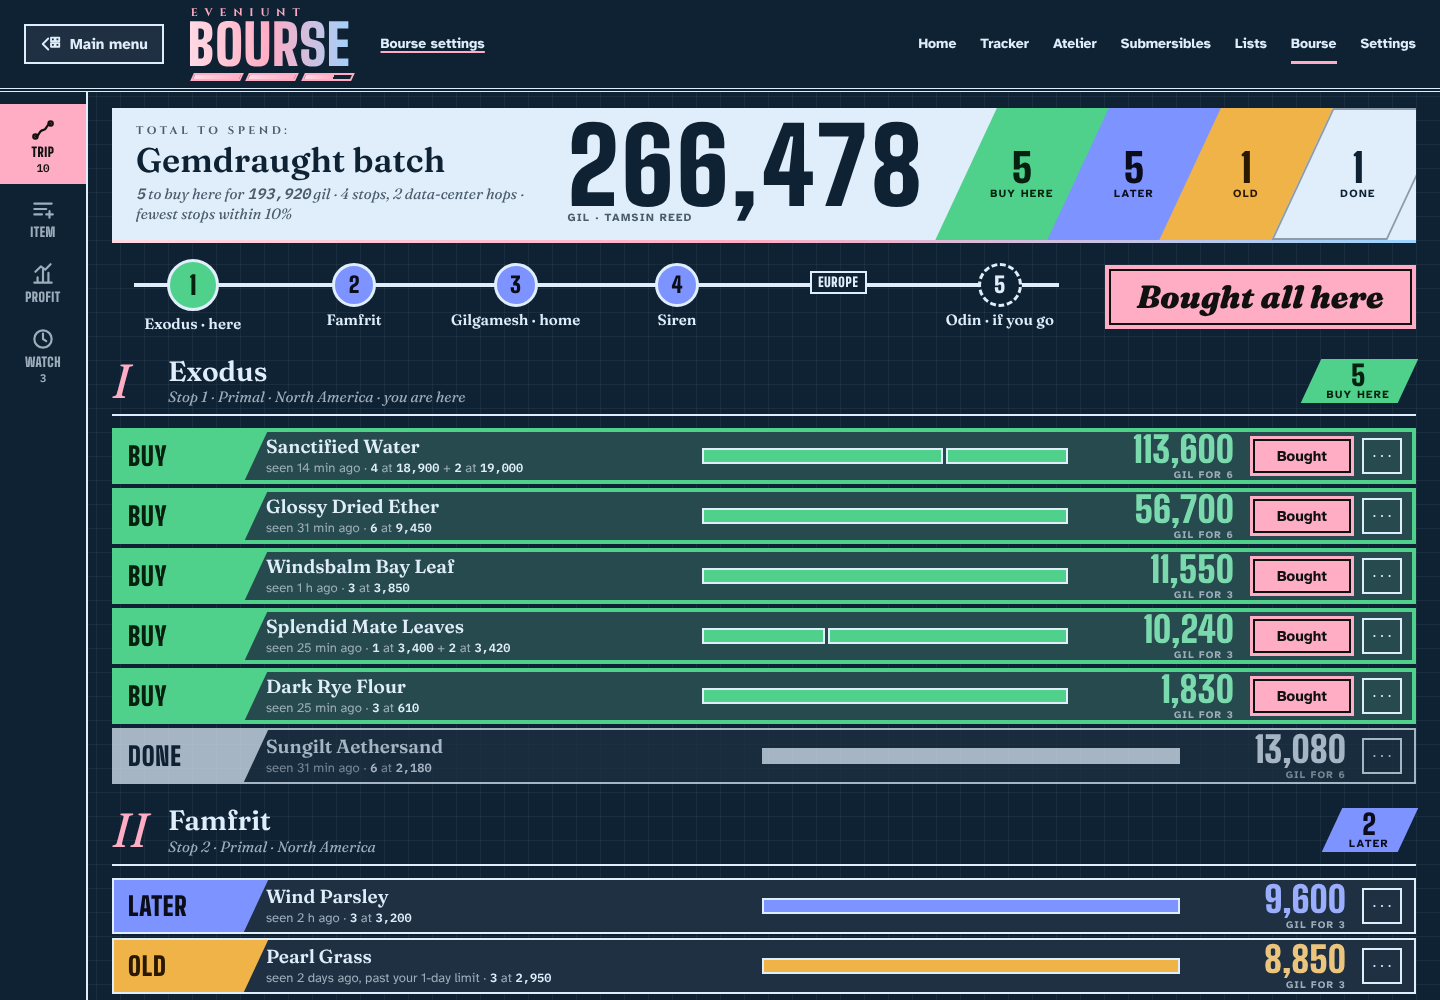 Main menu
EVENIUNT
BOURSE
Bourse settings
Home
Tracker
Atelier
Submersibles
Lists
Bourse
Settings
TRIP
10
ITEM
PROFIT
WATCH
3
TOTAL TO SPEND:
Gemdraught batch
5 to buy here for 193,920 gil · 4 stops, 2 data-center hops ·
fewest stops within 10%
266,478
GIL · TAMSIN REED
5
BUY HERE
5
LATER
1
OLD
1
DONE
1
Exodus · here
2
Famfrit
3
Gilgamesh · home
4
Siren
EUROPE
5
Odin · if you go
Bought all here
I
Exodus
Stop 1 · Primal · North America · you are here
5
BUY HERE
BUY
Sanctified Water
seen 14 min ago · 4 at 18,900 + 2 at 19,000
113,600
GIL FOR 6
Bought
...
BUY
Glossy Dried Ether
seen 31 min ago · 6 at 9,450
56,700
GIL FOR 6
Bought
...
BUY
Windsbalm Bay Leaf
seen 1 h ago · 3 at 3,850
11,550
GIL FOR 3
Bought
...
BUY
Splendid Mate Leaves
seen 25 min ago · 1 at 3,400 + 2 at 3,420
10,240
GIL FOR 3
Bought
...
BUY
Dark Rye Flour
seen 25 min ago · 3 at 610
1,830
GIL FOR 3
Bought
...
DONE
Sungilt Aethersand
seen 31 min ago · 6 at 2,180
13,080
GIL FOR 6
...
II
Famfrit
Stop 2 · Primal · North America
2
LATER
LATER
Wind Parsley
seen 2 h ago · 3 at 3,200
9,600
GIL FOR 3
...
OLD
Pearl Grass
seen 2 days ago, past your 1-day limit · 3 at 2,950
8,850
GIL FOR 3
...